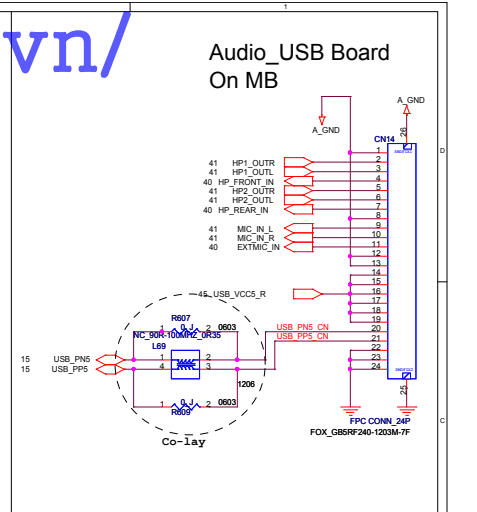 1
vn/
Audio_USB Board
On MB
A_GND
A_GND
26
CN14
D
1
2
3
4
5
6
7
8
9
10
11
12
13
14
15
16
17
18
19
20
21
22
23
24
41 HP1_OUTR
41 HP1_OUTL
40 HP_FRONT_IN
41 HP2_OUTR
41 HP2_OUTL
40 HP_REAR_IN
41 MIC_IN_L
41 MIC_IN_R
40 EXTMIC_IN
45 USB_VCC5_R
R607
1 0_J 2 0603
NC_90R-100MHZ_0R35
L69
USB_PN5_CN
USB_PP5_CN
15 USB_PN5 1 2
15 USB_PP5 4 3
1206
1 0_J 2 0603
R609
Co-lay
25
C
FPC CONN_24P
FOX_GB5RF240-1203M-7F